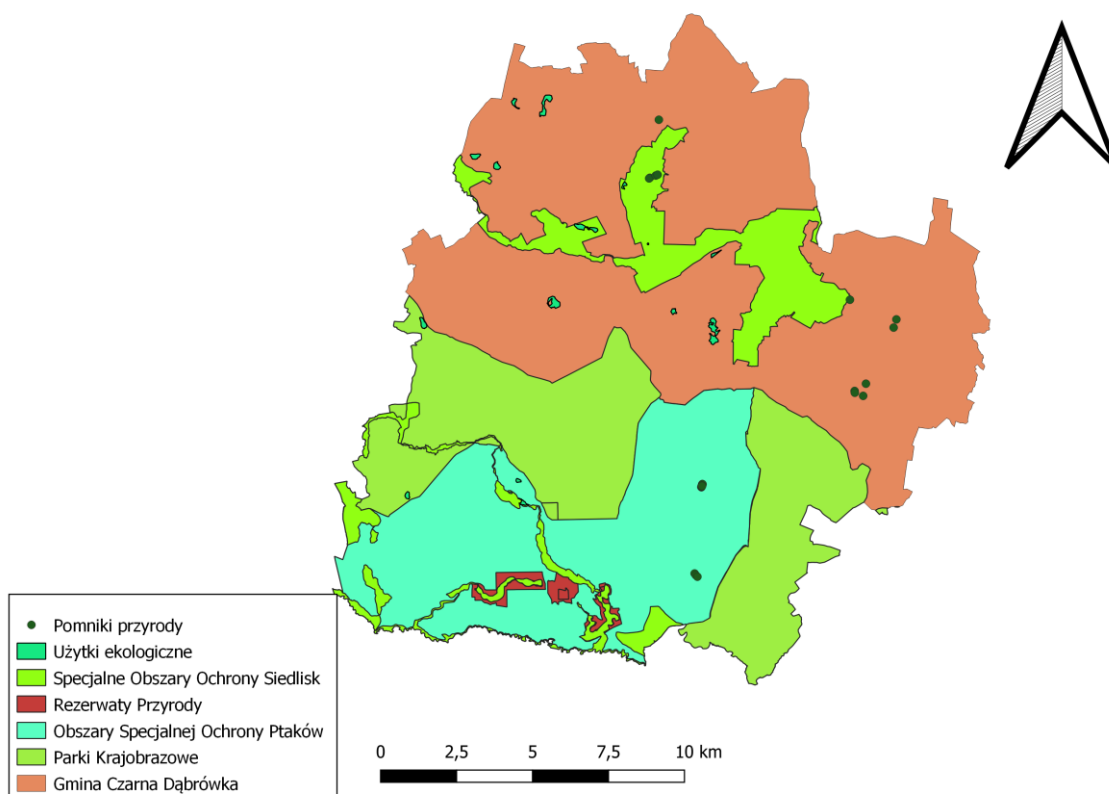 Pomniki przyrody
Użytki ekologiczne
Specjalne Obszary Ochrony Siedlisk
Rezerwaty Przyrody
Obszary Specjalnej Ochrony Ptaków
Parki Krajobrazowe
Gmina Czarna Dąbrówka
0 2,5 5 7,5 10 km